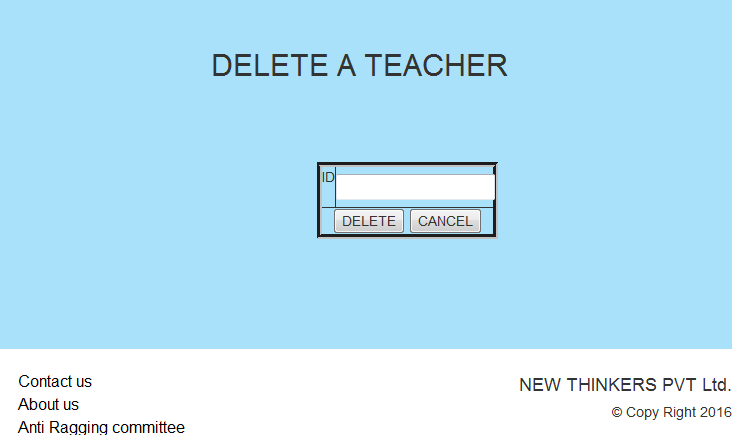 DELETE A TEACHER
ID
DELETE CANCEL
Contact us
About us
Anti Ragging committee
NEW THINKERS PVT Ltd.
© Copy Right 2016